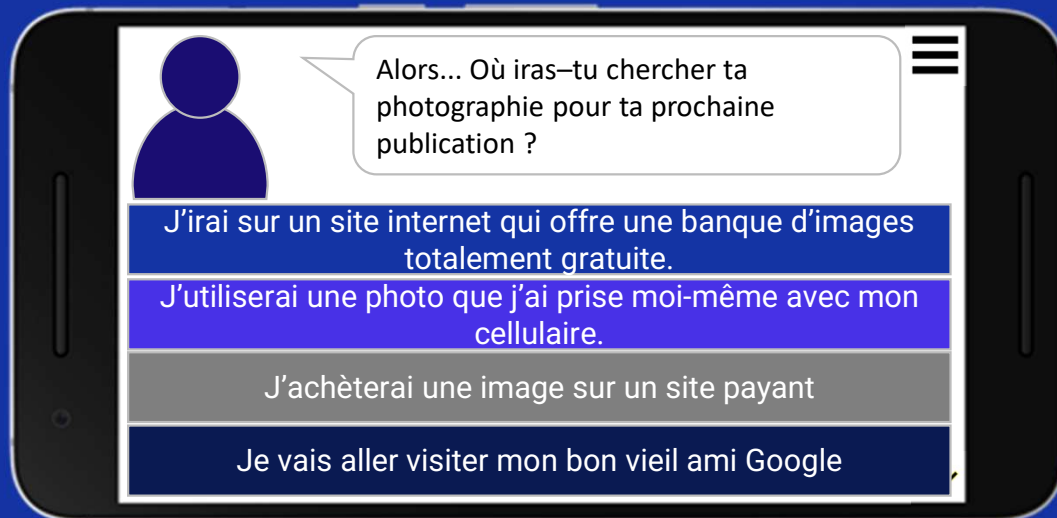 Alors... Où iras–tu chercher ta
photographie pour ta prochaine
publication ?
J’irai sur un site internet qui offre une banque d’images
totalement gratuite.
J’utiliserai une photo que j’ai prise moi-même avec mon
cellulaire.
J’achèterai une image sur un site payant
Je vais aller visiter mon bon vieil ami Google